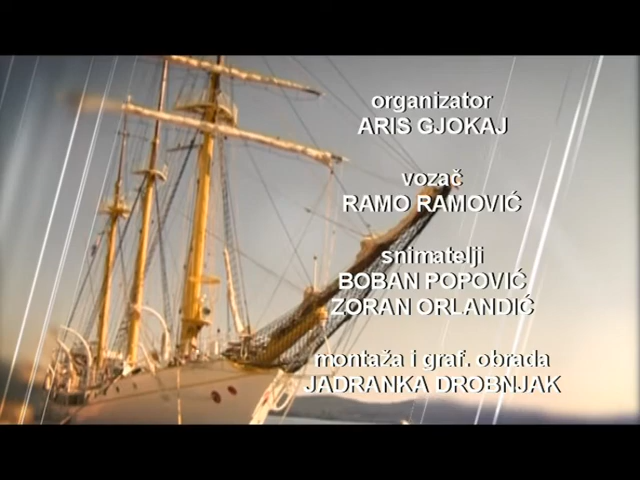 organizator
ARIS GJOKAJ
vozač
RAMO RAMOVIĆ
snimatelji
BOBAN POPOVIĆ
ZORAN ORLANDIĆ
montaža i graf. obrada
JADRANKA DROBNJAK